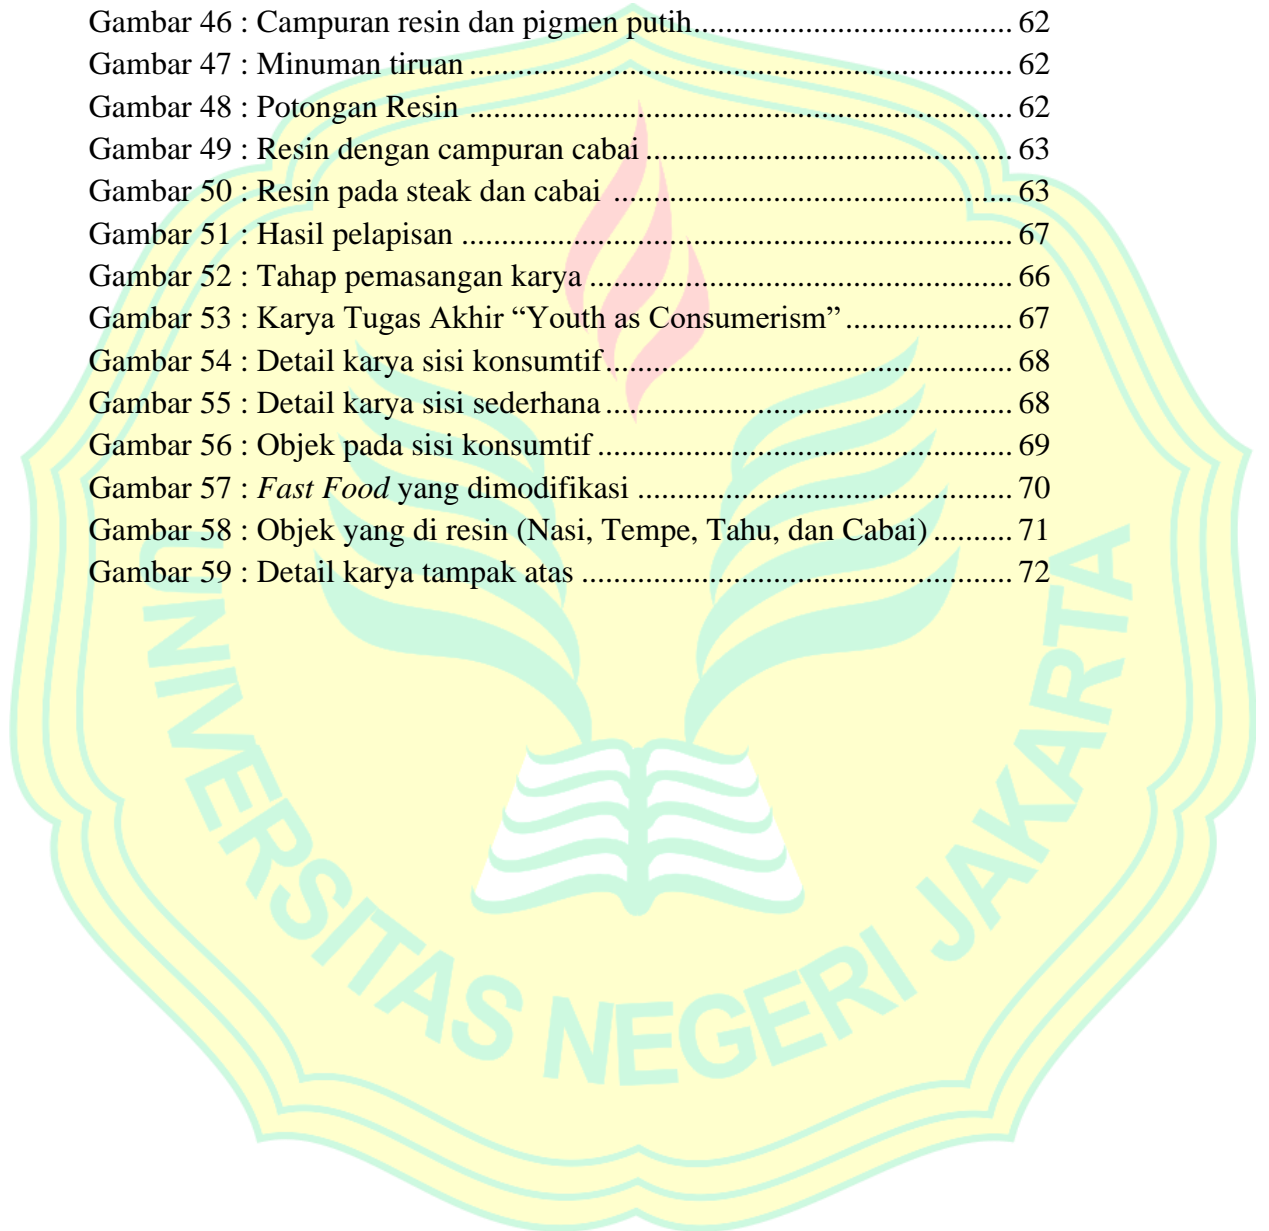 Gambar 46 : Campuran resin dan pigmen putih...................................... 62
Gambar 47 : Minuman tiruan ................................................................. 62
Gambar 48 : Potongan Resin ................................................................. 62
Gambar 49 : Resin dengan campuran cabai ............................................ 63
Gambar 50 : Resin pada steak dan cabai ................................................ 63
Gambar 51 : Hasil pelapisan .................................................................. 67
Gambar 52 : Tahap pemasangan karya ................................................... 66
Gambar 53 : Karya Tugas Akhir “Youth as Consumerism” .................... 67
Gambar 54 : Detail karya sisi konsumtif................................................. 68
Gambar 55 : Detail karya sisi sederhana ................................................. 68
Gambar 56 : Objek pada sisi konsumtif .................................................. 69
Gambar 57 : Fast Food yang dimodifikasi ............................................. 70
Gambar 58 : Objek yang di resin (Nasi, Tempe, Tahu, dan Cabai) .......... 71
Gambar 59 : Detail karya tampak atas .................................................... 72
UNIVERSITAS NEGERI JAKARTA